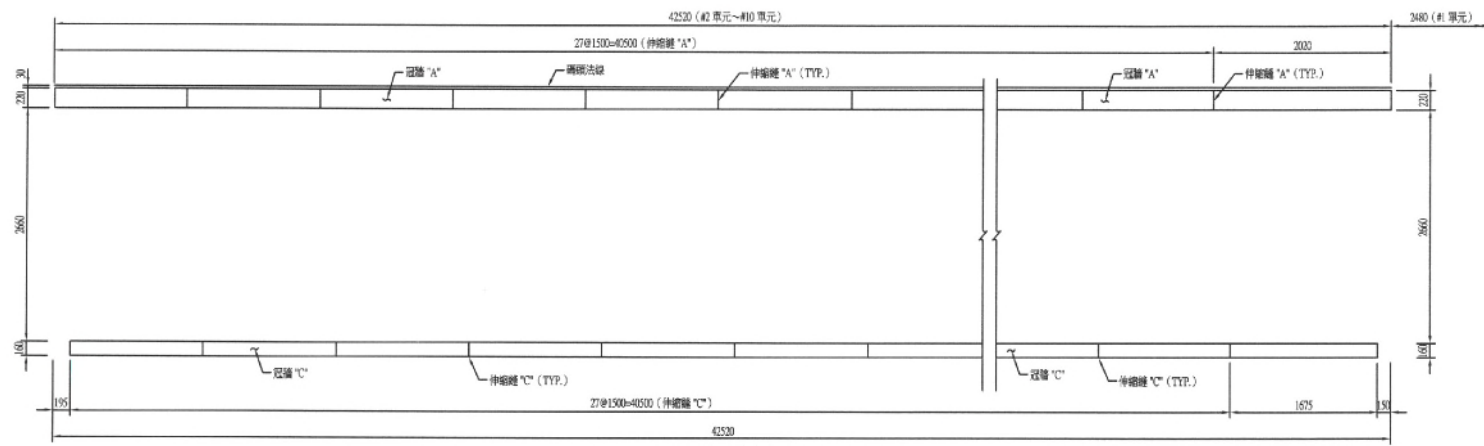 42520 (#2 單元～#10 單元)
2480 (#1 單元)
27@1500=40500 (伸縮縫 "A")
2020
冠牆 "A"
碼頭法線
伸縮縫 "A" (TYP.)
冠牆 "A"
伸縮縫 "A" (TYP.)
30
220
220
2660
2660
160
160
冠牆 "C"
伸縮縫 "C" (TYP.)
冠牆 "C"
伸縮縫 "C" (TYP.)
195
27@1500=40500 (伸縮縫 "C")
1675
150
42520